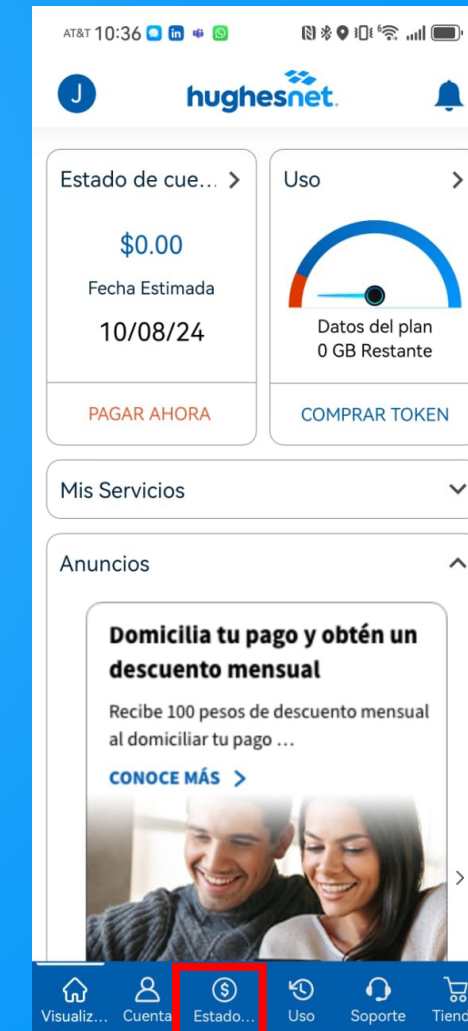 AT&T 10:36
J
hughesnet.
Estado de cue...
$0.00
Fecha Estimada
10/08/24
PAGAR AHORA
Uso
Datos del plan
0 GB Restante
COMPRAR TOKEN
Mis Servicios
Anuncios
Domicilia tu pago y obtén un
descuento mensual
Recibe 100 pesos de descuento mensual
al domiciliar tu pago ...
CONOCE MÁS >
Visualiz... Cuenta Estado... Uso Soporte Tiend